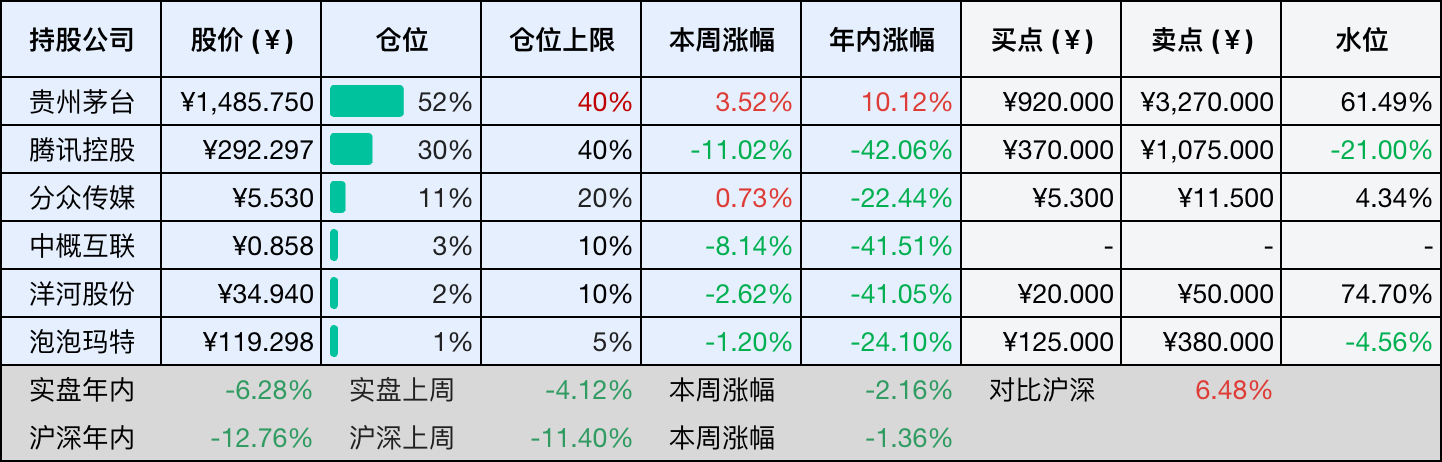 持股公司 股价 (¥) 仓位 仓位上限 本周涨幅 年内涨幅 买点 (¥) 卖点 (¥) 水位
贵州茅台 ¥1,485.750 52% 40% 3.52% 10.12% ¥920.000 ¥3,270.000 61.49%
腾讯控股 ¥292.297 30% 40% -11.02% -42.06% ¥370.000 ¥1,075.000 -21.00%
分众传媒 ¥5.530 11% 20% 0.73% -22.44% ¥5.300 ¥11.500 4.34%
中概互联 ¥0.858 3% 10% -8.14% -41.51% - - -
洋河股份 ¥34.940 2% 10% -2.62% -41.05% ¥20.000 ¥50.000 74.70%
泡泡玛特 ¥119.298 1% 5% -1.20% -24.10% ¥125.000 ¥380.000 -4.56%
实盘年内 -6.28% 实盘上周 -4.12% 本周涨幅 -2.16% 对比沪深 6.48%
沪深年内 -12.76% 沪深上周 -11.40% 本周涨幅 -1.36%